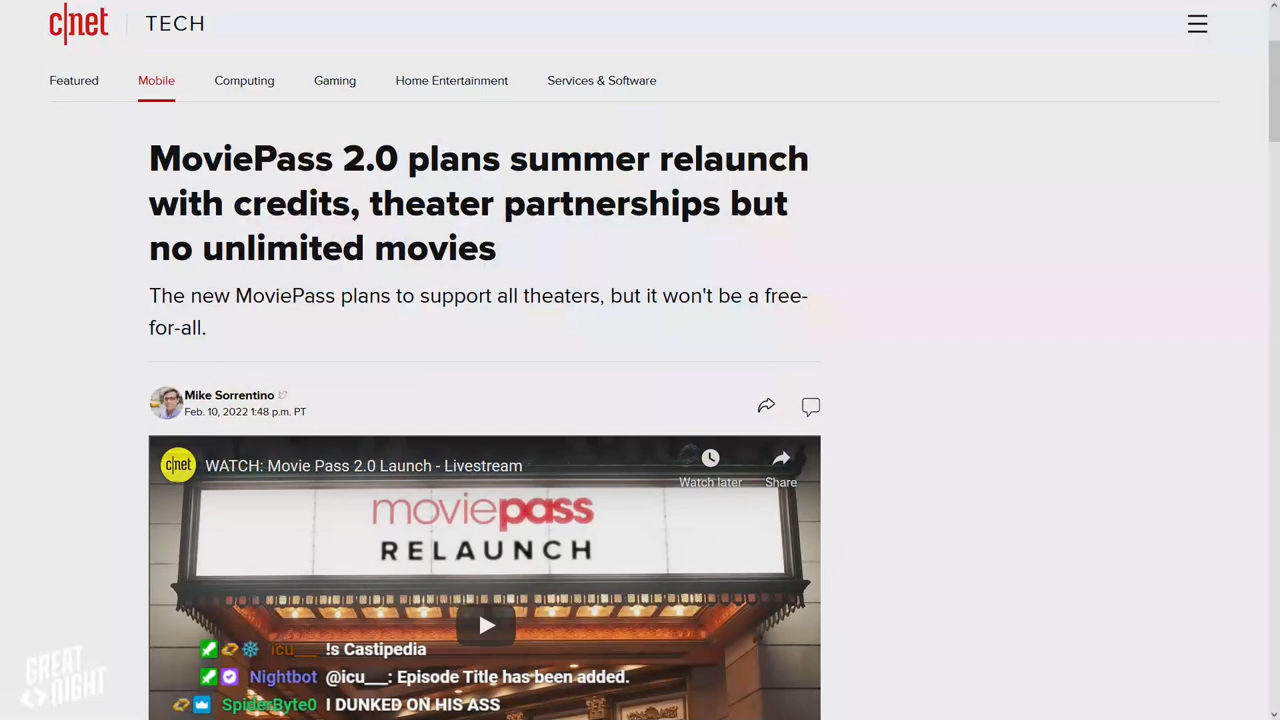 c|net TECH
Featured Mobile Computing Gaming Home Entertainment Services & Software
MoviePass 2.0 plans summer relaunch
with credits, theater partnerships but
no unlimited movies
The new MoviePass plans to support all theaters, but it won't be a free-
for-all.
Mike Sorrentino
Feb. 10, 2022 1:48 p.m. PT
c|net WATCH: Movie Pass 2.0 Launch - Livestream
Watch later Share
moviepass
RELAUNCH
icu___ !s Castipedia
Nightbot @icu___: Episode Title has been added.
SpiderByte0 I DUNKED ON HIS ASS
GREAT
NIGHT